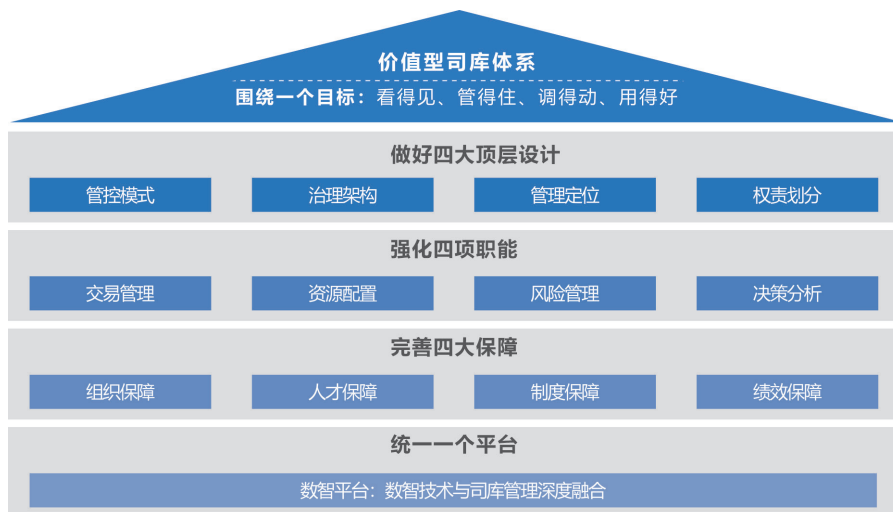 价值型司库体系
围绕一个目标：看得见、管得住、调得动、用得好
做好四大顶层设计
管控模式 治理架构 管理定位 权责划分
强化四项职能
交易管理 资源配置 风险管理 决策分析
完善四大保障
组织保障 人才保障 制度保障 绩效保障
统一一个平台
数智平台：数智技术与司库管理深度融合